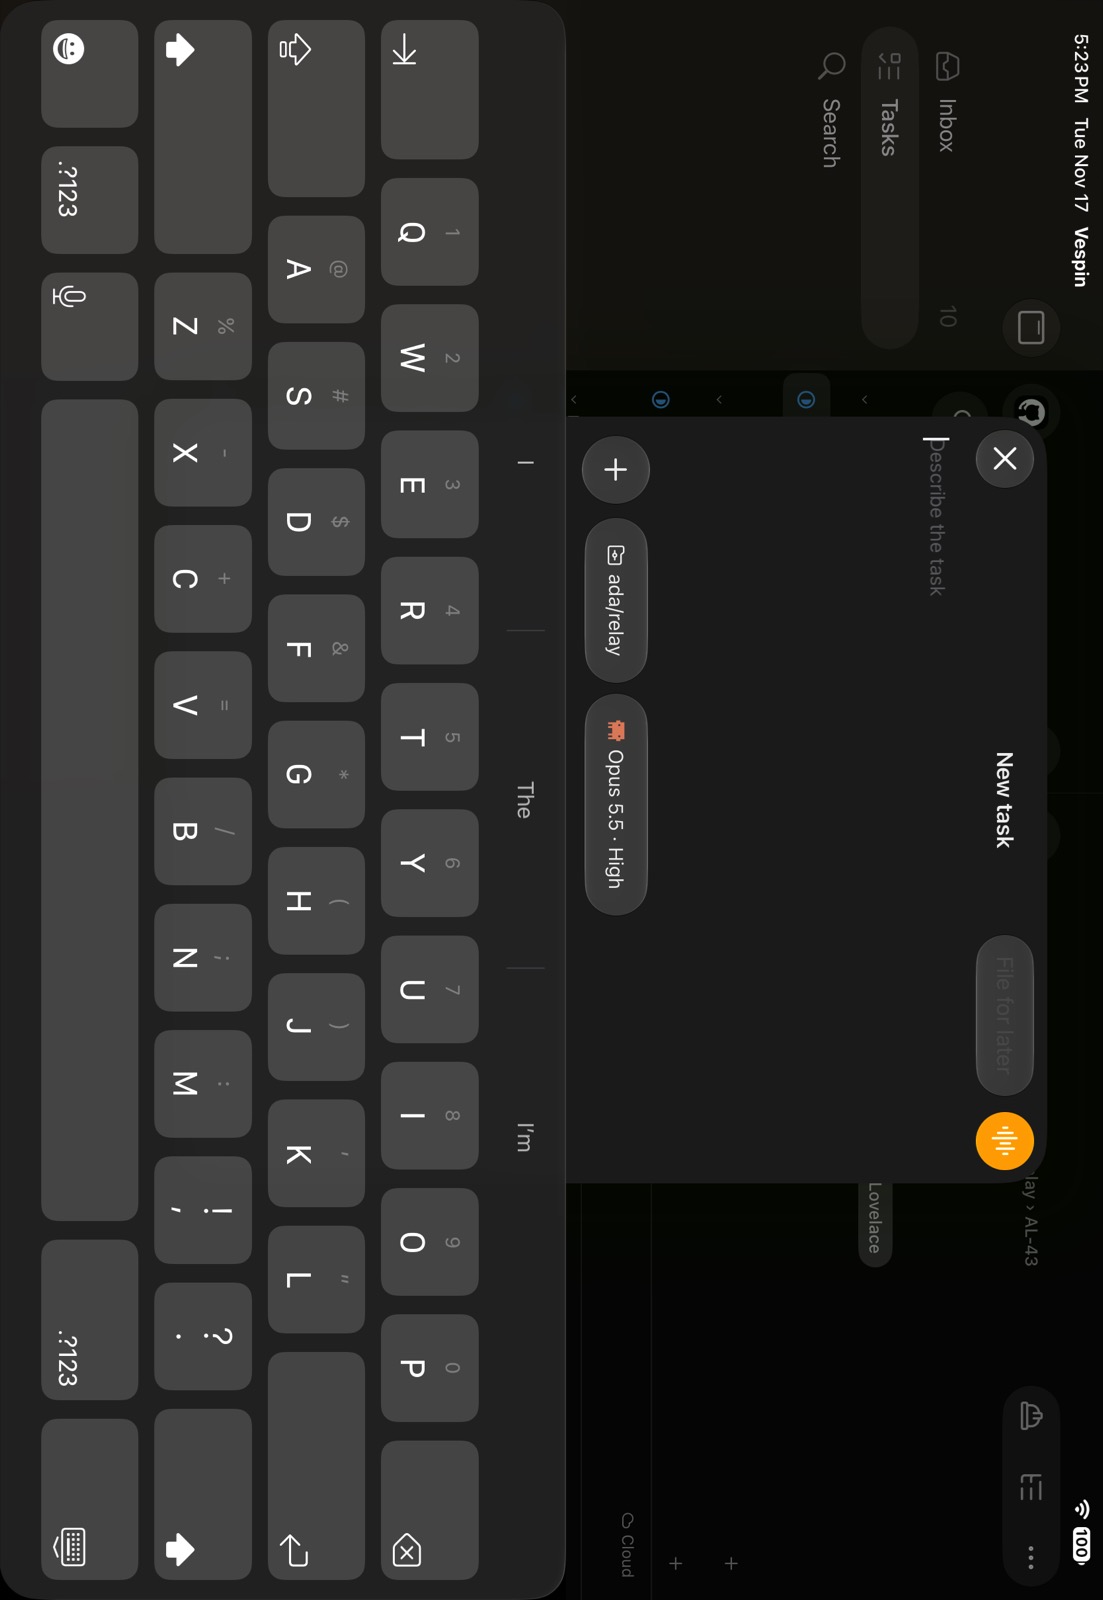 5:23 PM Tue Nov 17 Vespin
100
New task
File for later
lay › AL-43
Inbox 10
Describe the task
Tasks
Lovelace
Search
Cloud
ada/relay
Opus 5.5 · High
I The I’m
1 2 3 4 5 6 7 8 9 0
Q W E R T Y U I O P
@ # $ & * ( ) ' "
A S D F G H J K L
% - + = / ; : ! ?
Z X C V B N M , .
.?123 .?123